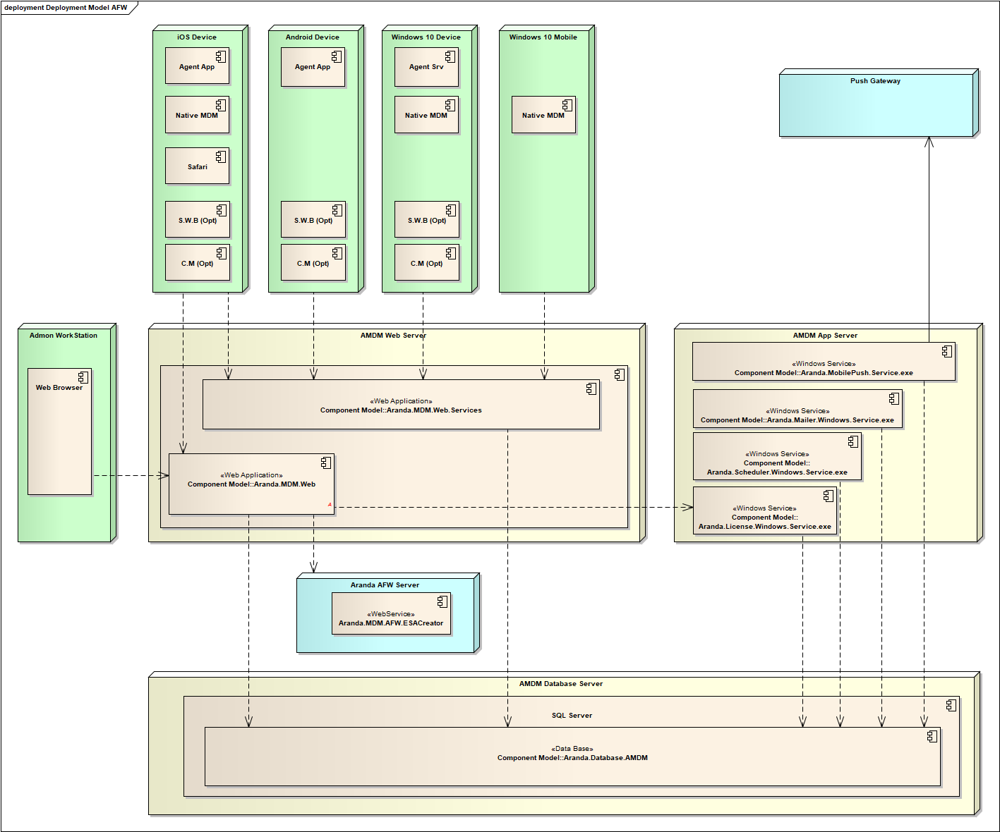 deployment Deployment Model AFW
iOS Device
Agent App
Native MDM
Safari
S.W.B (Opt)
C.M (Opt)
Android Device
Agent App
S.W.B (Opt)
C.M (Opt)
Windows 10 Device
Agent Srv
Native MDM
S.W.B (Opt)
C.M (Opt)
Windows 10 Mobile
Native MDM
Push Gateway
Admon WorkStation
Web Browser
AMDM Web Server
«Web Application»
Component Model::Aranda.MDM.Web.Services
«Web Application»
Component Model::Aranda.MDM.Web
A
AMDM App Server
«Windows Service»
Component Model::Aranda.MobilePush.Service.exe
«Windows Service»
Component Model::Aranda.Mailer.Windows.Service.exe
«Windows Service»
Component Model::
Aranda.Scheduler.Windows.Service.exe
«Windows Service»
Component Model::
Aranda.License.Windows.Service.exe
Aranda AFW Server
«WebService»
Aranda.MDM.AFW.ESACreator
AMDM Database Server
SQL Server
«Data Base»
Component Model::Aranda.Database.AMDM